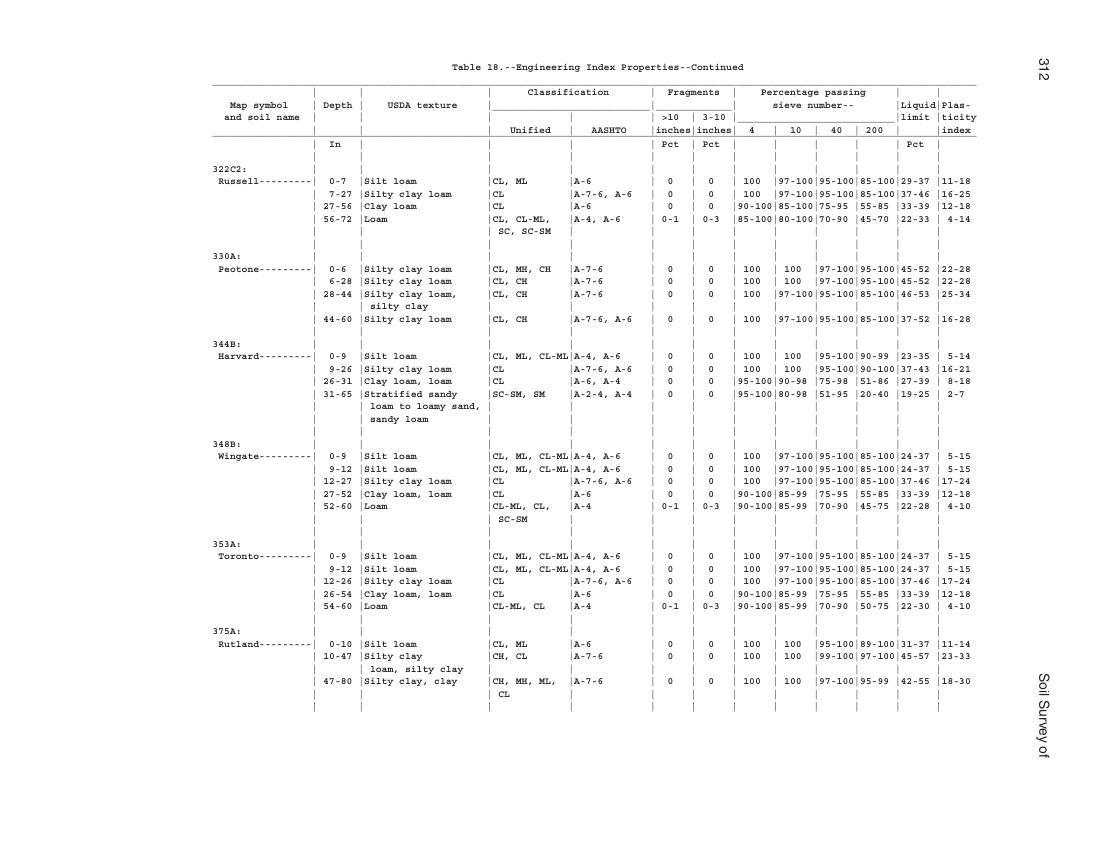 Table 18.--Engineering Index Properties--Continued
312
| | | Classification | Fragments | Percentage passing | |
Map symbol | Depth | USDA texture | | | sieve number-- |Liquid|Plas-
and soil name | | | | >10 | 3-10 | |limit |ticity
| | | Unified | AASHTO |inches|inches| 4 | 10 | 40 | 200 | |index
| In | | | | Pct | Pct | | | | | Pct |
322C2:
Russell---------| 0-7 |Silt loam |CL, ML |A-6 | 0 | 0 | 100 |97-100|95-100|85-100|29-37 |11-18
| 7-27 |Silty clay loam |CL |A-7-6, A-6 | 0 | 0 | 100 |97-100|95-100|85-100|37-46 |16-25
| 27-56 |Clay loam |CL |A-6 | 0 | 0 |90-100|85-100|75-95 |55-85 |33-39 |12-18
| 56-72 |Loam |CL, CL-ML, |A-4, A-6 | 0-1 | 0-3 |85-100|80-100|70-90 |45-70 |22-33 | 4-14
| | | SC, SC-SM | | | | | | | | |
330A:
Peotone---------| 0-6 |Silty clay loam |CL, MH, CH |A-7-6 | 0 | 0 | 100 | 100 |97-100|95-100|45-52 |22-28
| 6-28 |Silty clay loam |CL, CH |A-7-6 | 0 | 0 | 100 | 100 |97-100|95-100|45-52 |22-28
| 28-44 |Silty clay loam, |CL, CH |A-7-6 | 0 | 0 | 100 |97-100|95-100|85-100|46-53 |25-34
| | silty clay | | | | | | | | | |
| 44-60 |Silty clay loam |CL, CH |A-7-6, A-6 | 0 | 0 | 100 |97-100|95-100|85-100|37-52 |16-28
344B:
Harvard---------| 0-9 |Silt loam |CL, ML, CL-ML|A-4, A-6 | 0 | 0 | 100 | 100 |95-100|90-99 |23-35 | 5-14
| 9-26 |Silty clay loam |CL |A-7-6, A-6 | 0 | 0 | 100 | 100 |95-100|90-100|37-43 |16-21
| 26-31 |Clay loam, loam |CL |A-6, A-4 | 0 | 0 |95-100|90-98 |75-98 |51-86 |27-39 | 8-18
| 31-65 |Stratified sandy |SC-SM, SM |A-2-4, A-4 | 0 | 0 |95-100|80-98 |51-95 |20-40 |19-25 | 2-7
| | loam to loamy sand,| | | | | | | | | |
| | sandy loam | | | | | | | | | |
348B:
Wingate---------| 0-9 |Silt loam |CL, ML, CL-ML|A-4, A-6 | 0 | 0 | 100 |97-100|95-100|85-100|24-37 | 5-15
| 9-12 |Silt loam |CL, ML, CL-ML|A-4, A-6 | 0 | 0 | 100 |97-100|95-100|85-100|24-37 | 5-15
| 12-27 |Silty clay loam |CL |A-7-6, A-6 | 0 | 0 | 100 |97-100|95-100|85-100|37-46 |17-24
| 27-52 |Clay loam, loam |CL |A-6 | 0 | 0 |90-100|85-99 |75-95 |55-85 |33-39 |12-18
| 52-60 |Loam |CL-ML, CL, |A-4 | 0-1 | 0-3 |90-100|85-99 |70-90 |45-75 |22-28 | 4-10
| | | SC-SM | | | | | | | | |
353A:
Toronto---------| 0-9 |Silt loam |CL, ML, CL-ML|A-4, A-6 | 0 | 0 | 100 |97-100|95-100|85-100|24-37 | 5-15
| 9-12 |Silt loam |CL, ML, CL-ML|A-4, A-6 | 0 | 0 | 100 |97-100|95-100|85-100|24-37 | 5-15
| 12-26 |Silty clay loam |CL |A-7-6, A-6 | 0 | 0 | 100 |97-100|95-100|85-100|37-46 |17-24
| 26-54 |Clay loam, loam |CL |A-6 | 0 | 0 |90-100|85-99 |75-95 |55-85 |33-39 |12-18
| 54-60 |Loam |CL-ML, CL |A-4 | 0-1 | 0-3 |90-100|85-99 |70-90 |50-75 |22-30 | 4-10
375A:
Rutland---------| 0-10 |Silt loam |CL, ML |A-6 | 0 | 0 | 100 | 100 |95-100|89-100|31-37 |11-14
| 10-47 |Silty clay |CH, CL |A-7-6 | 0 | 0 | 100 | 100 |99-100|97-100|45-57 |23-33
| | loam, silty clay | | | | | | | | | |
| 47-80 |Silty clay, clay |CH, MH, ML, |A-7-6 | 0 | 0 | 100 | 100 |97-100|95-99 |42-55 |18-30
| | | CL | | | | | | | | |
Soil Survey of